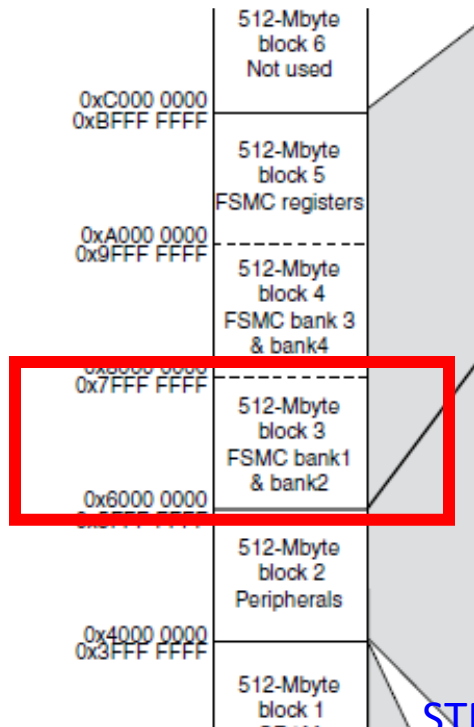 512-Mbyte
block 6
Not used
0xC000 0000
0xBFFF FFFF
512-Mbyte
block 5
FSMC registers
0xA000 0000
0x9FFF FFFF
512-Mbyte
block 4
FSMC bank 3
& bank4
0x7FFF FFFF
512-Mbyte
block 3
FSMC bank1
& bank2
0x6000 0000
512-Mbyte
block 2
Peripherals
0x4000 0000
0x3FFF FFFF
512-Mbyte
block 1